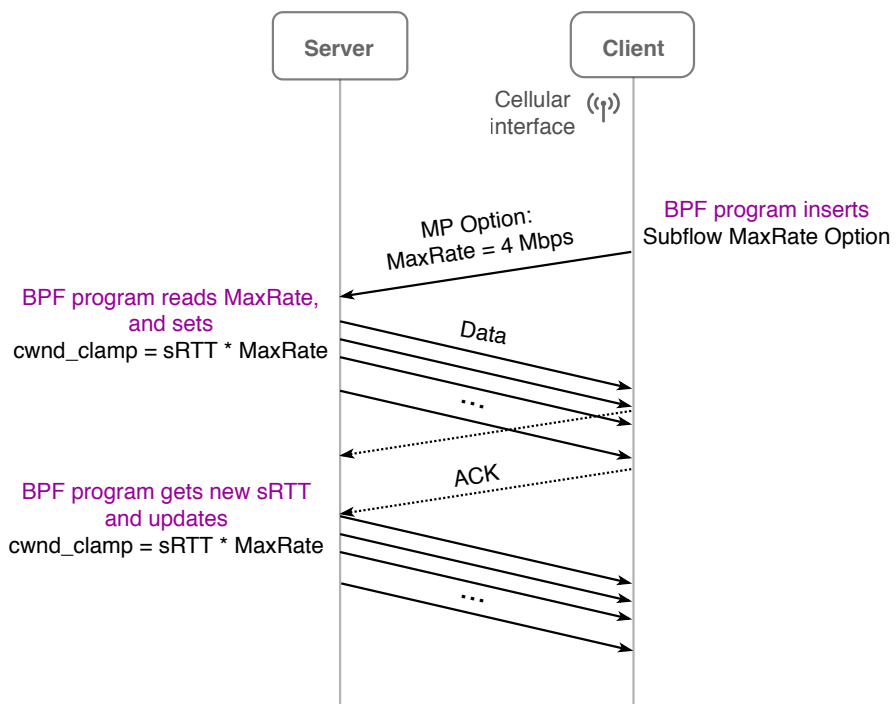 Server
Client
Cellular
interface
MP Option:
MaxRate = 4 Mbps
BPF program inserts
Subflow MaxRate Option
BPF program reads MaxRate,
and sets
cwnd_clamp = sRTT * MaxRate
Data
...
ACK
BPF program gets new sRTT
and updates
cwnd_clamp = sRTT * MaxRate
...